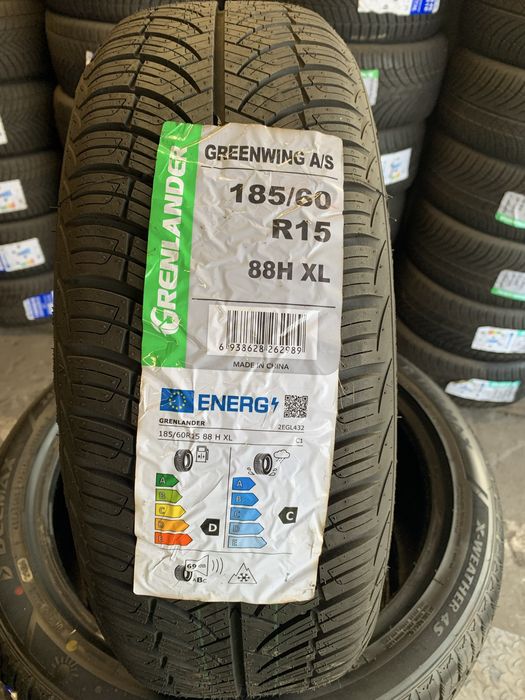 GRENLANDER
GREENWING A/S
185/60
R15
88H XL
6 938628 262989
MADE IN CHINA
ENERG
GRENLANDER
2EGL432
185/60R15 88 H XL
C1
A
B
C
D
E
D
A
B
C
D
E
C
69 dB
ABC
X-WEATHER 4S